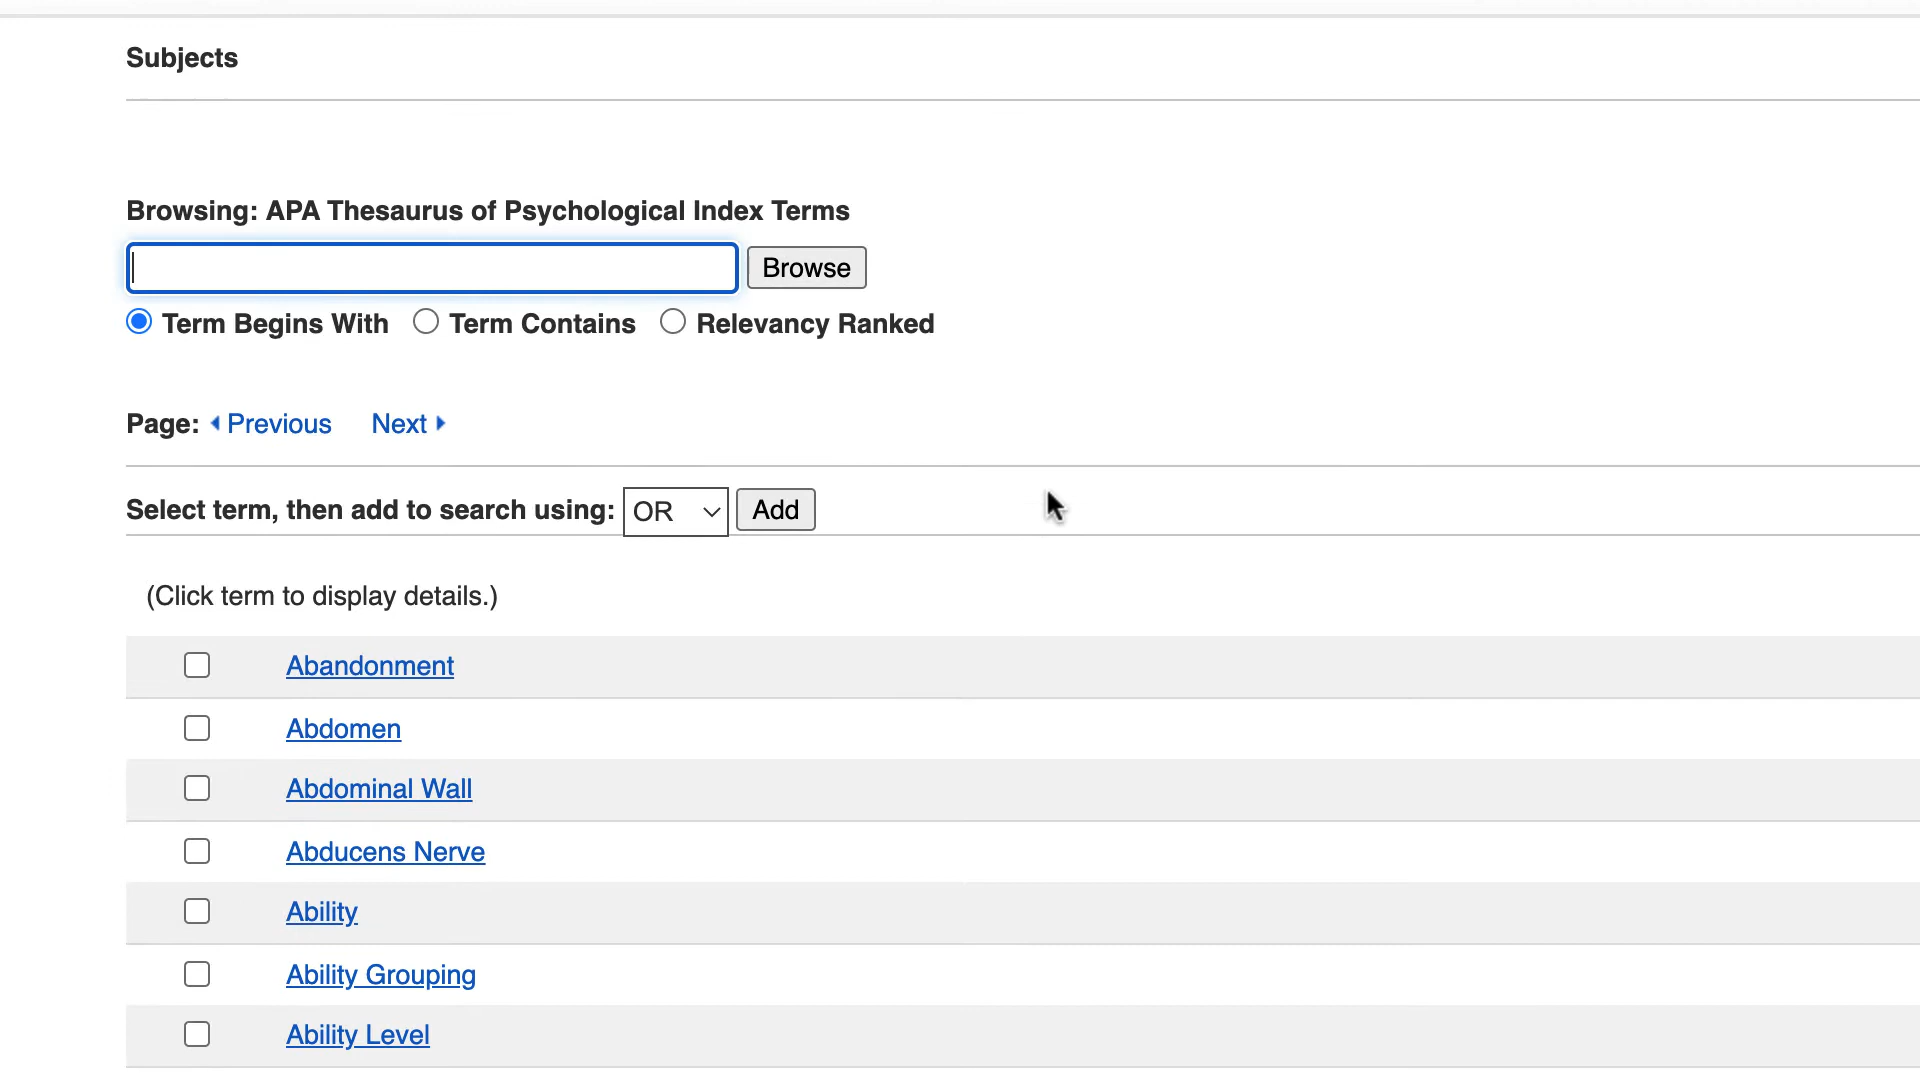 Subjects
Browsing: APA Thesaurus of Psychological Index Terms
Browse
Term Begins With Term Contains Relevancy Ranked
Page: Previous Next
Select term, then add to search using: OR Add
(Click term to display details.)
Abandonment
Abdomen
Abdominal Wall
Abducens Nerve
Ability
Ability Grouping
Ability Level